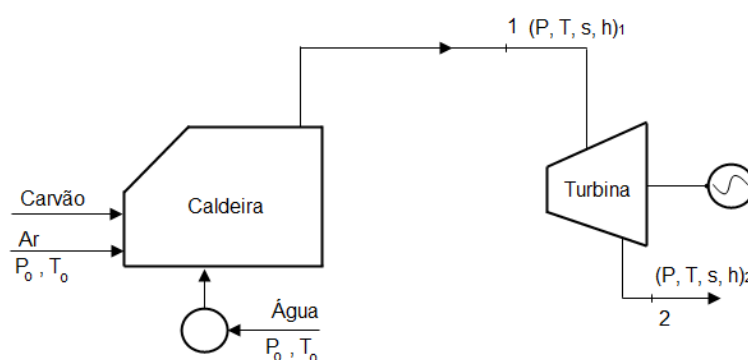 1 (P, T, s, h)1
Caldeira
Turbina
Carvão
Ar
P0 , T0
Água
P0 , T0
(P, T, s, h)2
2